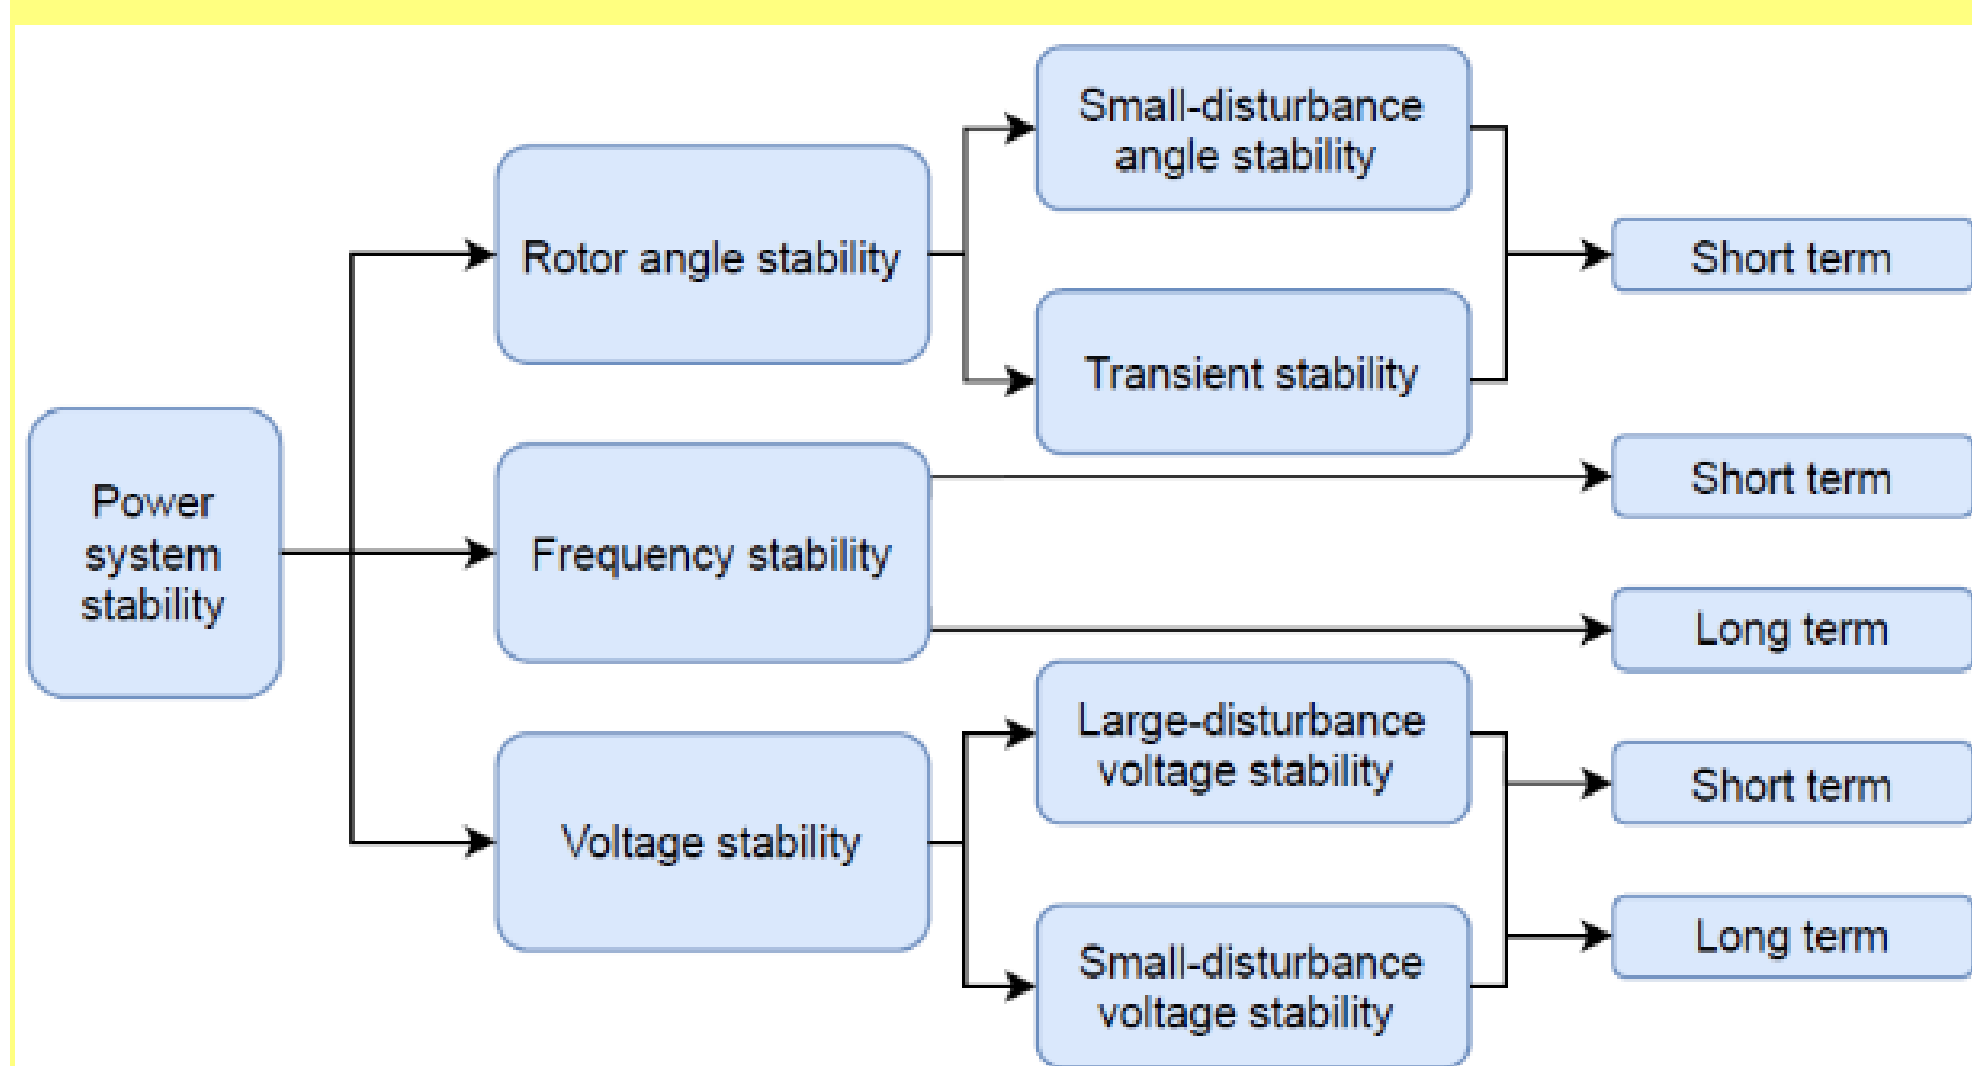 Power
system
stability
Rotor angle stability
Frequency stability
Voltage stability
Small-disturbance
angle stability
Transient stability
Large-disturbance
voltage stability
Small-disturbance
voltage stability
Short term
Short term
Long term
Short term
Long term